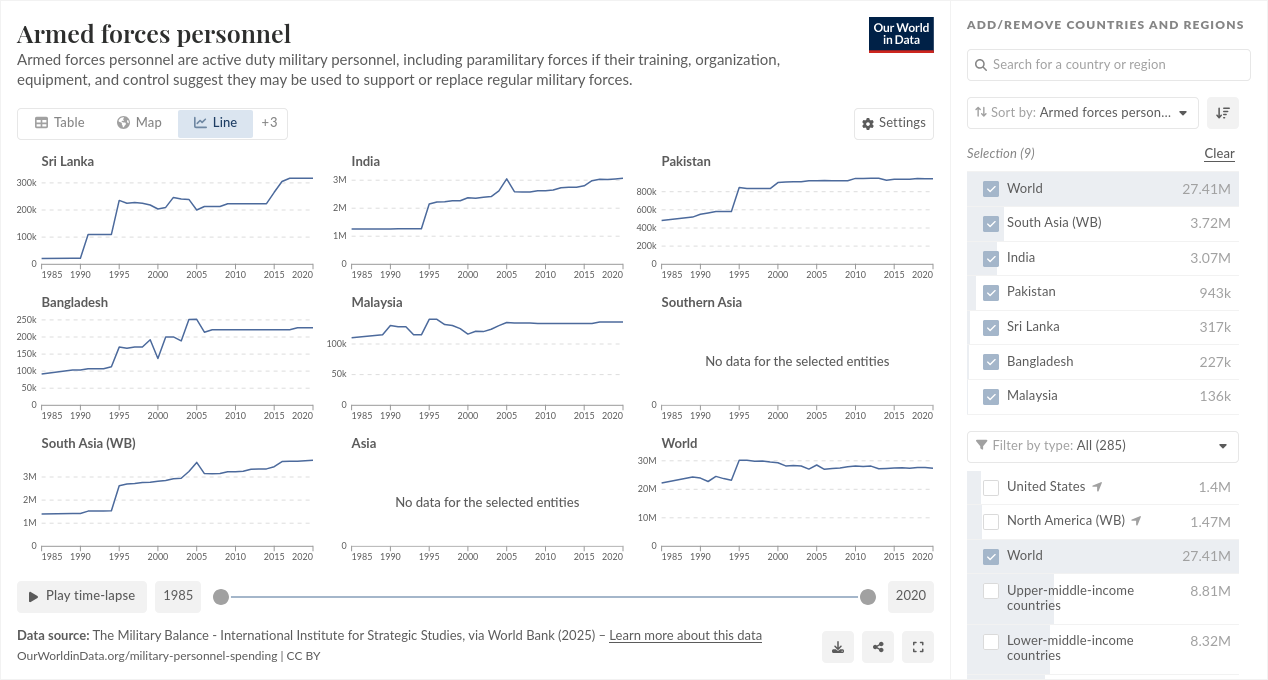 Armed forces personnel
Armed forces personnel are active duty military personnel, including paramilitary forces if their training, organization,
equipment, and control suggest they may be used to support or replace regular military forces.
Our World
in Data
Table
Map
Line
+3
Settings
Sri Lanka
300k
200k
100k
0
1985 1990 1995 2000 2005 2010 2015 2020
India
3M
2M
1M
0
1985 1990 1995 2000 2005 2010 2015 2020
Pakistan
800k
600k
400k
200k
0
1985 1990 1995 2000 2005 2010 2015 2020
Bangladesh
250k
200k
150k
100k
50k
0
1985 1990 1995 2000 2005 2010 2015 2020
Malaysia
100k
50k
0
1985 1990 1995 2000 2005 2010 2015 2020
Southern Asia
No data for the selected entities
0
1985 1990 1995 2000 2005 2010 2015 2020
South Asia (WB)
3M
2M
1M
0
1985 1990 1995 2000 2005 2010 2015 2020
Asia
No data for the selected entities
0
1985 1990 1995 2000 2005 2010 2015 2020
World
30M
20M
10M
0
1985 1990 1995 2000 2005 2010 2015 2020
Play time-lapse
1985
2020
Data source: The Military Balance - International Institute for Strategic Studies, via World Bank (2025) – Learn more about this data
OurWorldinData.org/military-personnel-spending | CC BY
ADD/REMOVE COUNTRIES AND REGIONS
Search for a country or region
Sort by: Armed forces person...
Selection (9)
Clear
World 27.41M
South Asia (WB) 3.72M
India 3.07M
Pakistan 943k
Sri Lanka 317k
Bangladesh 227k
Malaysia 136k
Filter by type: All (285)
United States 1.4M
North America (WB) 1.47M
World 27.41M
Upper-middle-income 8.81M
countries
Lower-middle-income 8.32M
countries